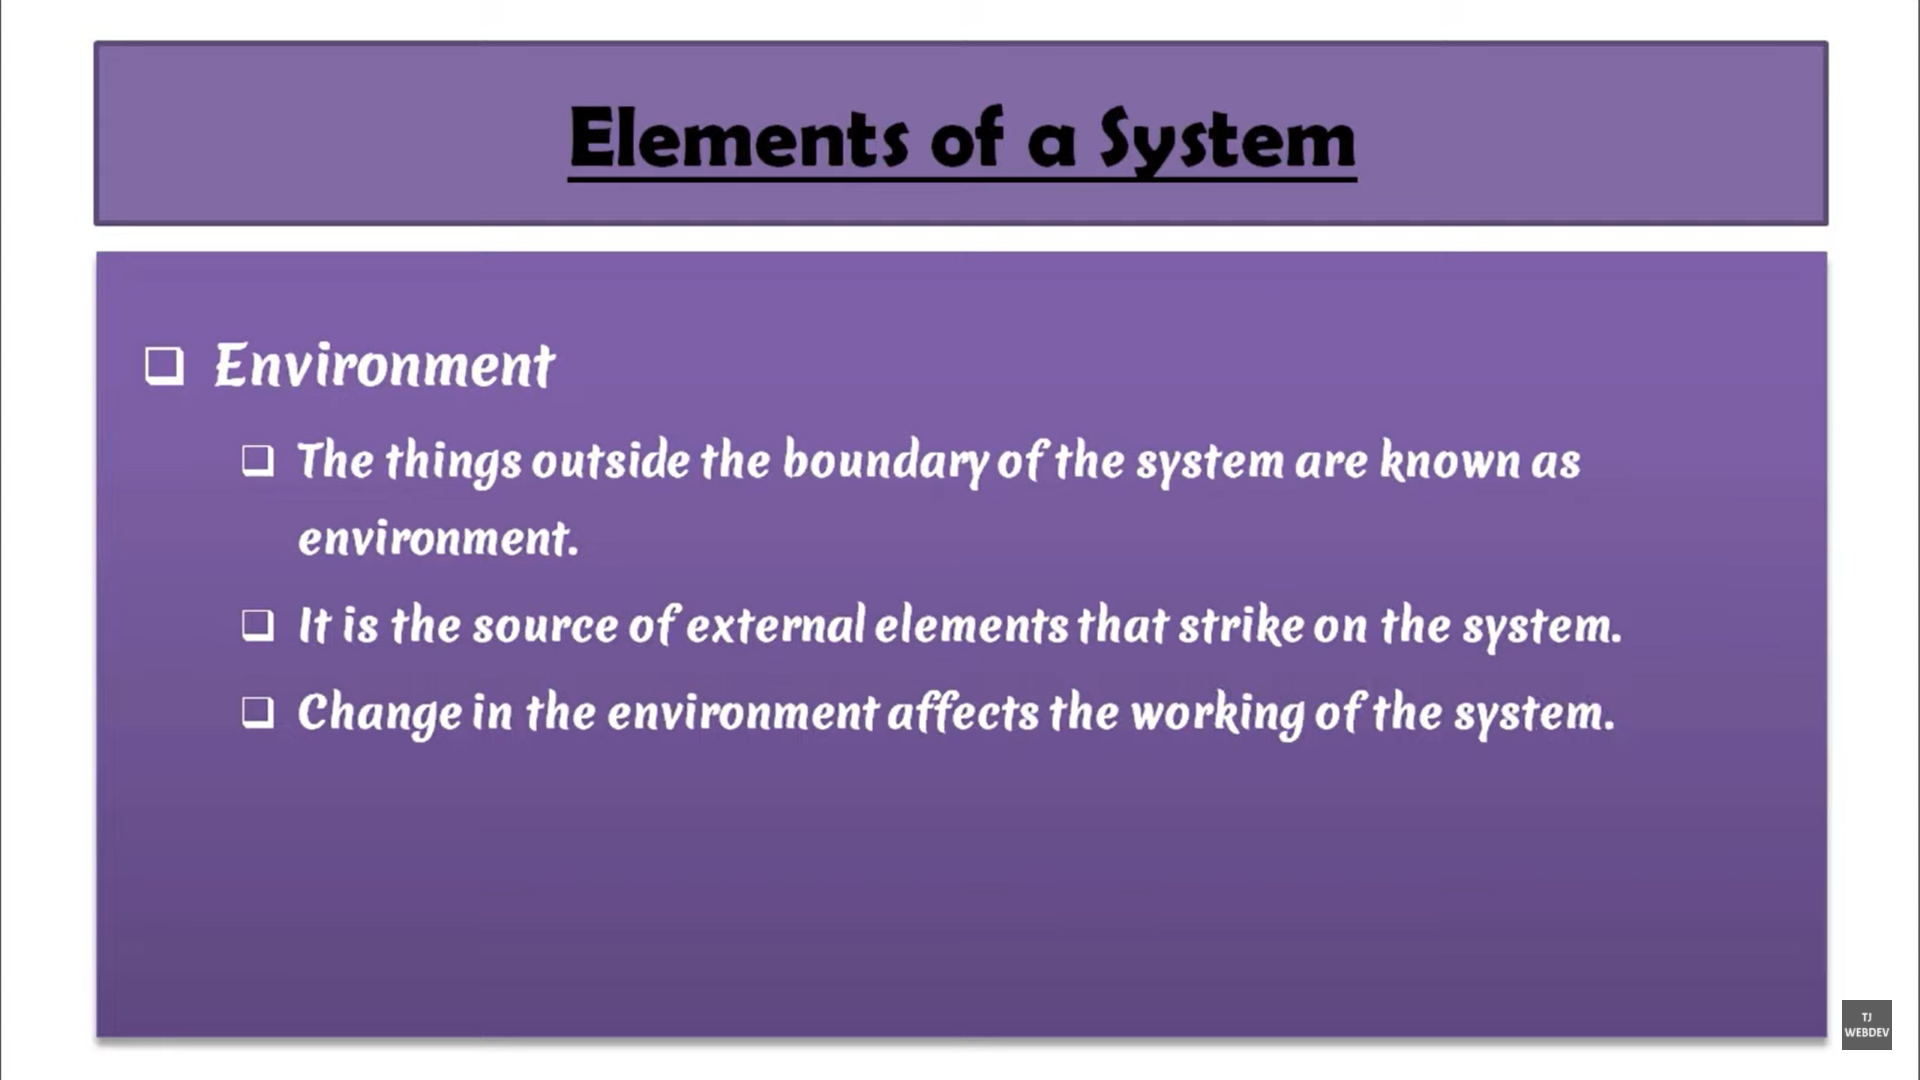 Elements of a System
Environment
The things outside the boundary of the system are known as
environment.
It is the source of external elements that strike on the system.
Change in the environment affects the working of the system.
TJ
WEBDEV